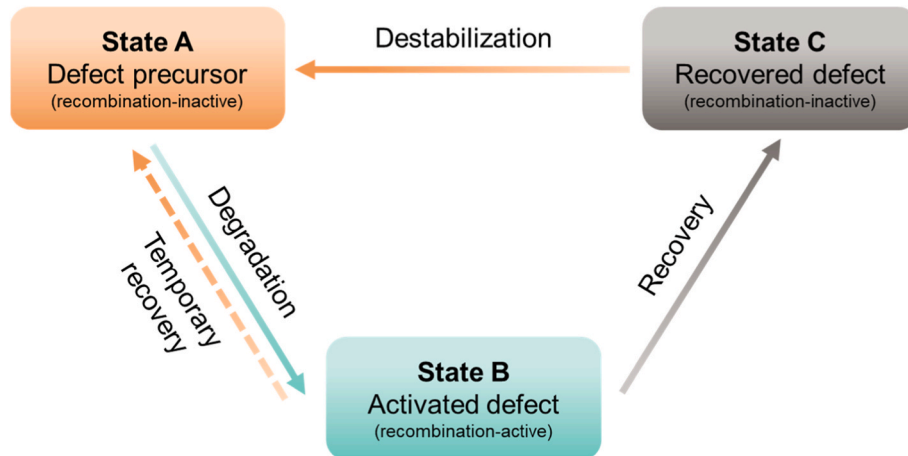 State A
Defect precursor
(recombination-inactive)
Destabilization
State C
Recovered defect
(recombination-inactive)
Degradation
Temporary
recovery
Recovery
State B
Activated defect
(recombination-active)